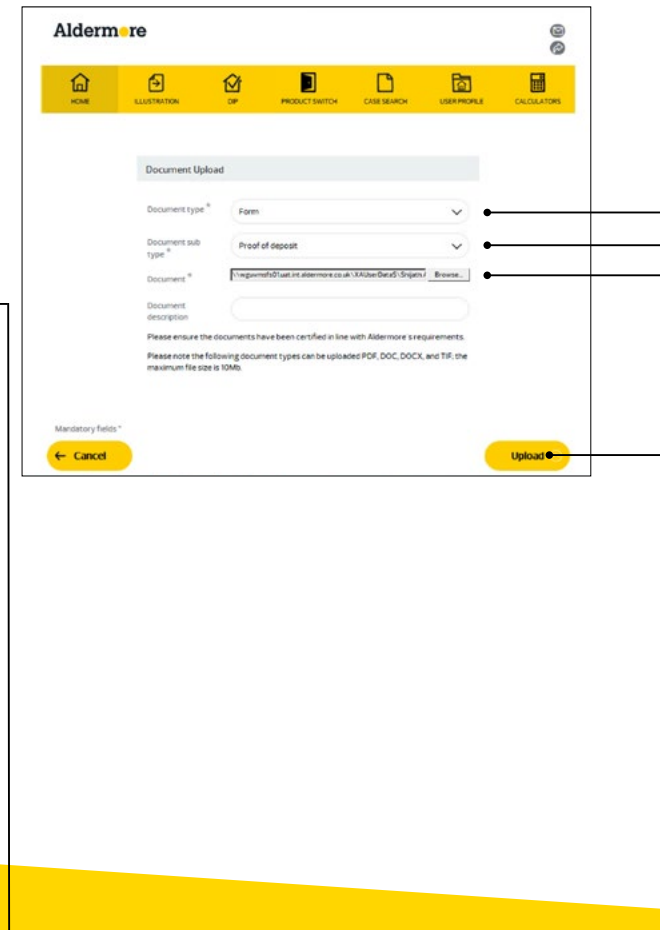 Aldermore
HOME
ILLUSTRATION
DIP
PRODUCT SWITCH
CASE SEARCH
USER PROFILE
CALCULATORS
Document Upload
Document type *
Form
Document sub
type *
Proof of deposit
Document *
Browse...
Document
description
Please ensure the documents have been certified in line with Aldermore's requirements.
Please note the following document types can be uploaded PDF, DOC, DOCX, and TIF, the
maximum file size is 10Mb.
Mandatory fields *
Cancel
Upload